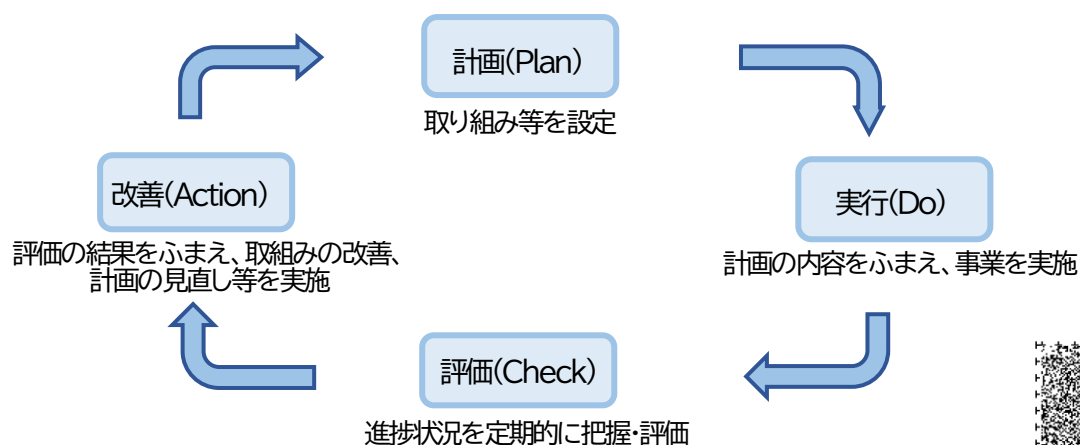 計画(Plan)
取り組み等を設定
実行(Do)
計画の内容をふまえ、事業を実施
評価(Check)
進捗状況を定期的に把握・評価
改善(Action)
評価の結果をふまえ、取組みの改善、
計画の見直し等を実施